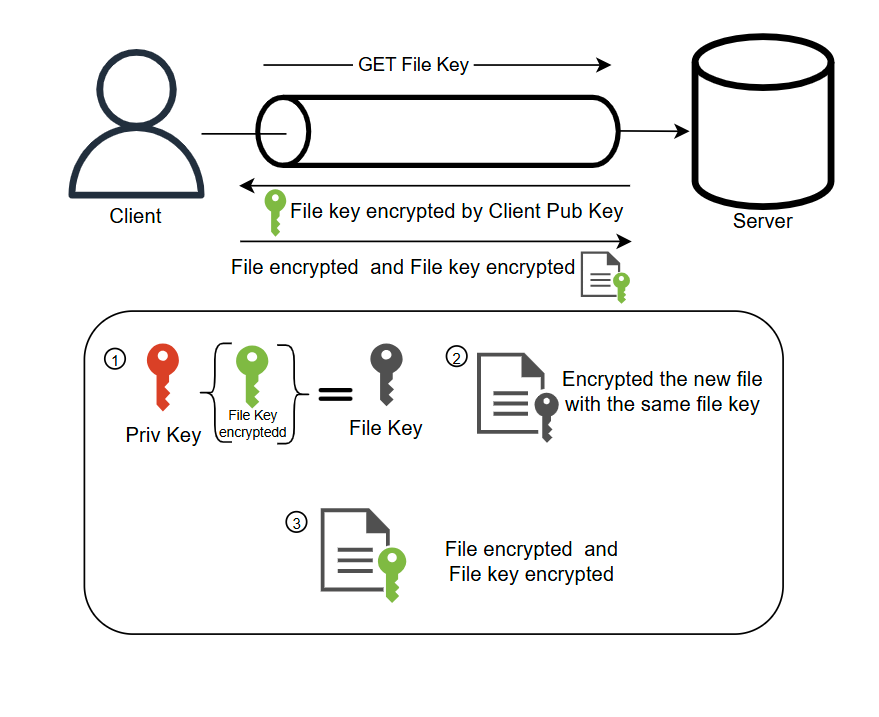 GET File Key
Client
File key encrypted by Client Pub Key
Server
File encrypted and File key encrypted
1
Priv Key
File Key
encryptedd
File Key
2
Encrypted the new file
with the same file key
3
File encrypted and
File key encrypted